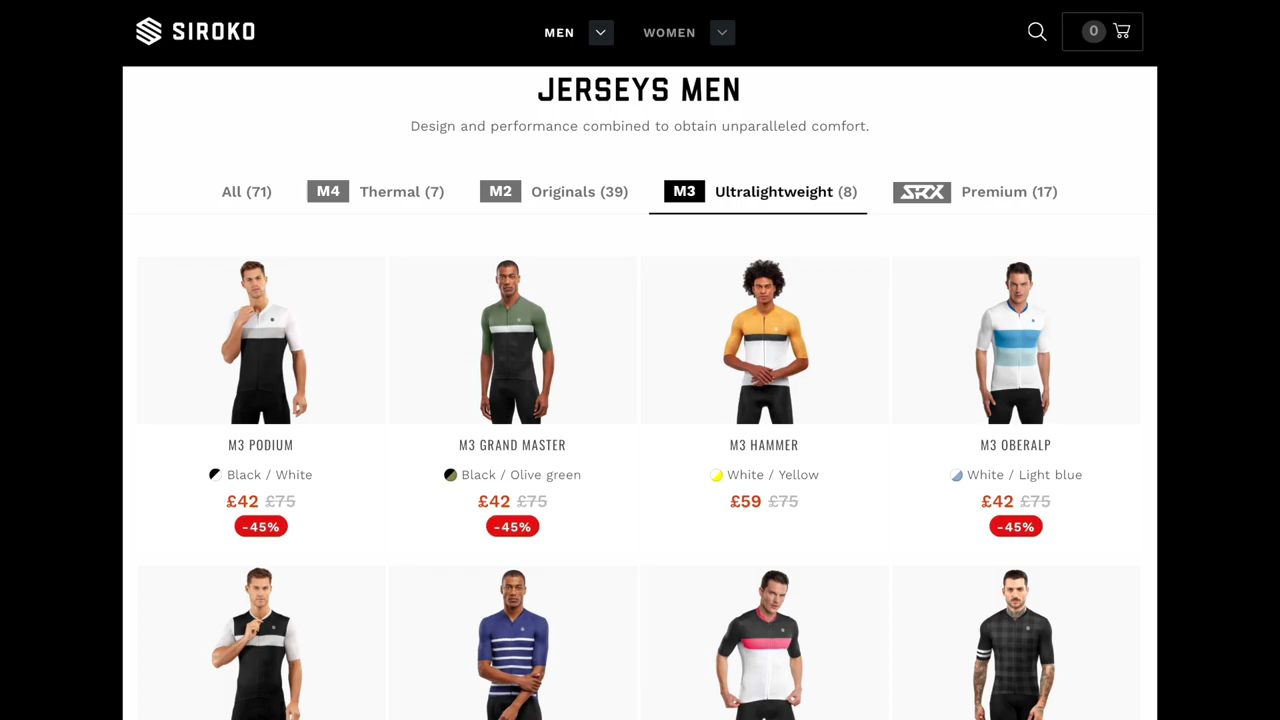 SIROKO
MEN
WOMEN
0
JERSEYS MEN
Design and performance combined to obtain unparalleled comfort.
All (71)
M4 Thermal (7)
M2 Originals (39)
M3 Ultralightweight (8)
SRX Premium (17)
M3 PODIUM
Black / White
£42 £75
-45%
M3 GRAND MASTER
Black / Olive green
£42 £75
-45%
M3 HAMMER
White / Yellow
£59 £75
M3 OBERALP
White / Light blue
£42 £75
-45%